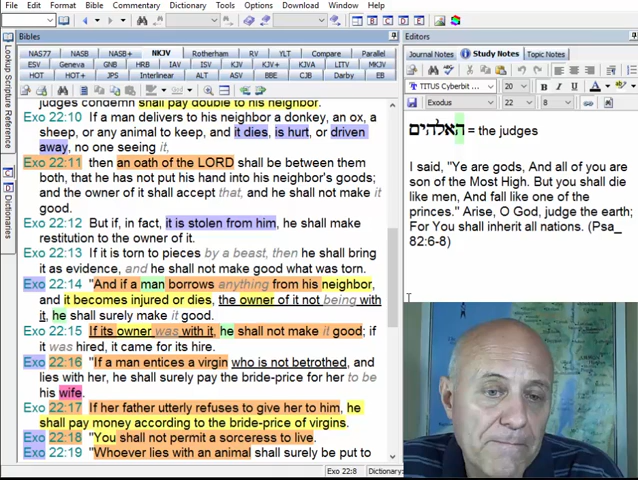 File Edit View Bible Commentary Dictionary Tools Options Download Window Help
Bibles
NAS77 NASB NASB+ NKJV Rotherham RV YLT Compare Parallel
ESV Geneva GNB HRB IAV ISV JUB KJV+ KJVA LITV MKJV
HOT HOT+ JPS Interlinear ALT ASV BBE CJB Darby EB
judges condemn shall pay double to his neighbor.
Exo 22:10 If a man delivers to his neighbor a donkey, an ox, a
sheep, or any animal to keep, and it dies, is hurt, or driven
away, no one seeing it,
Exo 22:11 then an oath of the LORD shall be between them
both, that he has not put his hand into his neighbor's goods;
and the owner of it shall accept that, and he shall not make it
good.
Exo 22:12 But if, in fact, it is stolen from him, he shall make
restitution to the owner of it.
Exo 22:13 If it is torn to pieces by a beast, then he shall bring
it as evidence, and he shall not make good what was torn.
Exo 22:14 "And if a man borrows anything from his neighbor,
and it becomes injured or dies, the owner of it not being with
it, he shall surely make it good.
Exo 22:15 If its owner was with it, he shall not make it good; if
it was hired, it came for its hire.
Exo 22:16 "If a man entices a virgin who is not betrothed, and
lies with her, he shall surely pay the bride-price for her to be
his wife.
Exo 22:17 If her father utterly refuses to give her to him, he
shall pay money according to the bride-price of virgins.
Exo 22:18 "You shall not permit a sorceress to live.
Exo 22:19 "Whoever lies with an animal shall surely be put to
Exo 22:8 Dictionary:
Lookup Scripture Reference
Dictionaries
Editors
Journal Notes Study Notes Topic Notes
TITUS Cyberbit 20 B I U
Exodus 22 8
האלהים = the judges
I said, "Ye are gods, And all of you are
son of the Most High. But you shall die
like men, And fall like one of the
princes." Arise, O God, judge the earth;
For You shall inherit all nations. (Psa_
82:6-8)